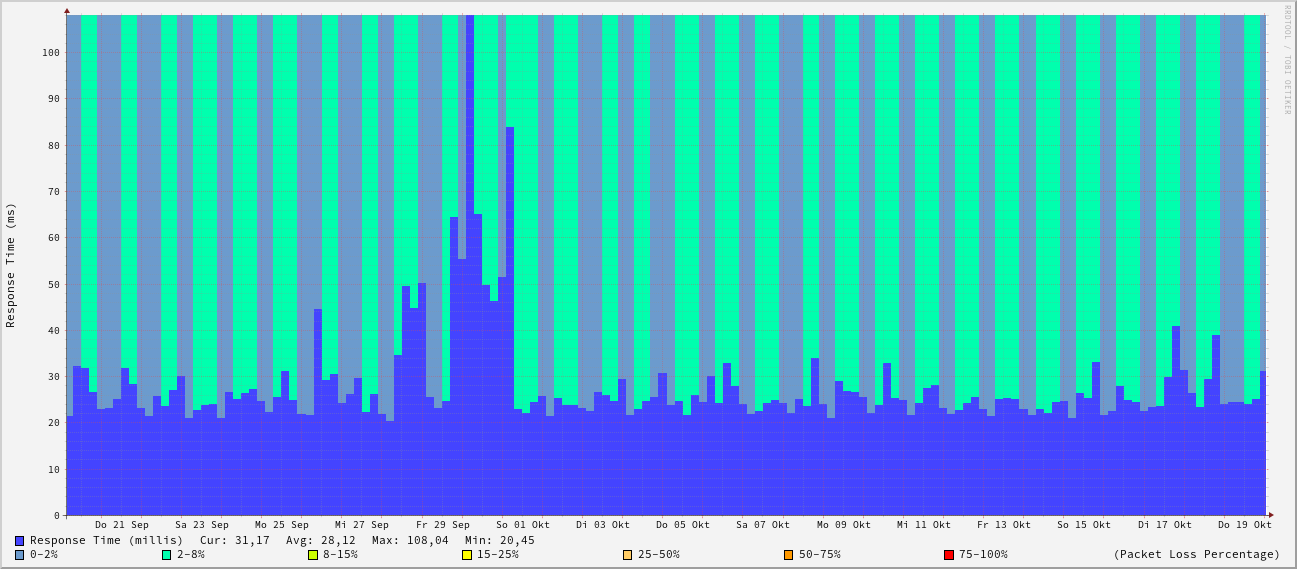 RRDTOOL / TOBI OETIKER
Response Time (ms)
100
90
80
70
60
50
40
30
20
10
0
Do 21 Sep Sa 23 Sep Mo 25 Sep Mi 27 Sep Fr 29 Sep So 01 Okt Di 03 Okt Do 05 Okt Sa 07 Okt Mo 09 Okt Mi 11 Okt Fr 13 Okt So 15 Okt Di 17 Okt Do 19 Okt
Response Time (millis) Cur: 31,17 Avg: 28,12 Max: 108,04 Min: 20,45
0-2% 2-8% 8-15% 15-25% 25-50% 50-75% 75-100% (Packet Loss Percentage)